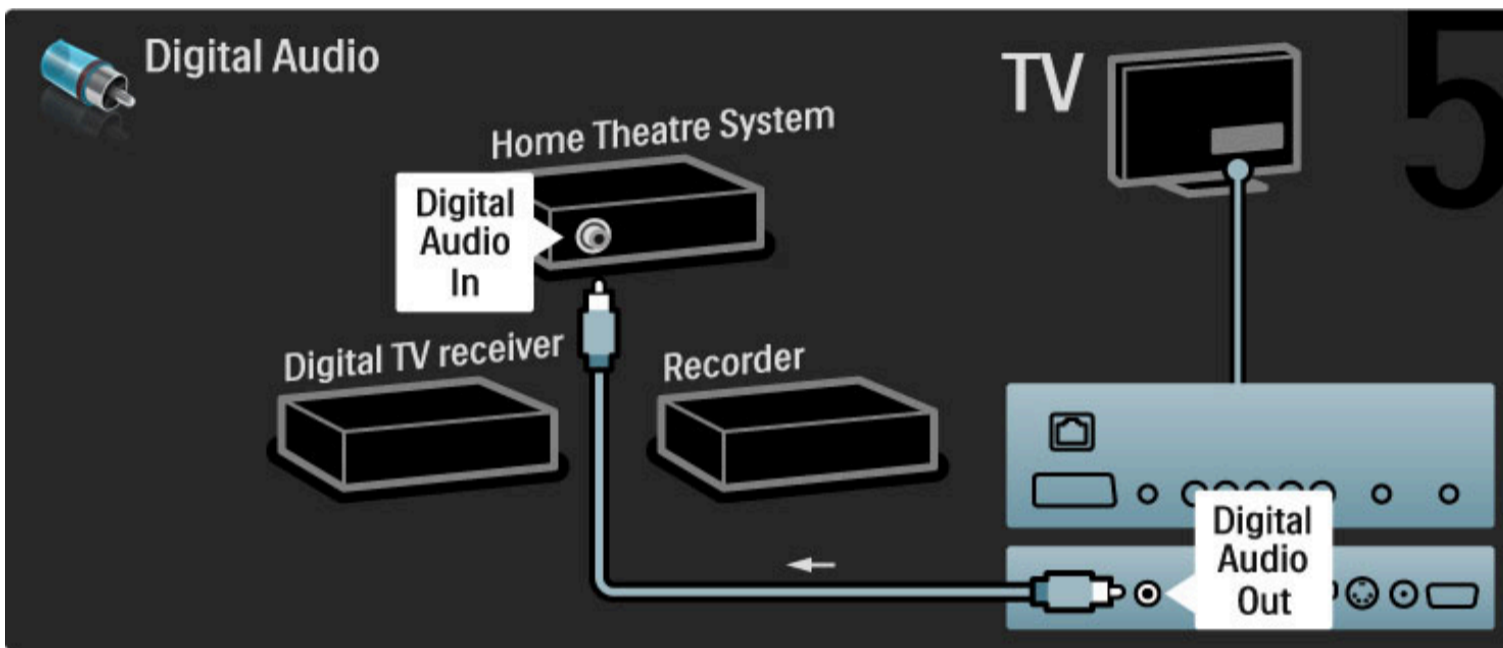 Digital Audio
TV
5
Home Theatre System
Digital
Audio
In
Digital TV receiver
Recorder
Digital
Audio
Out